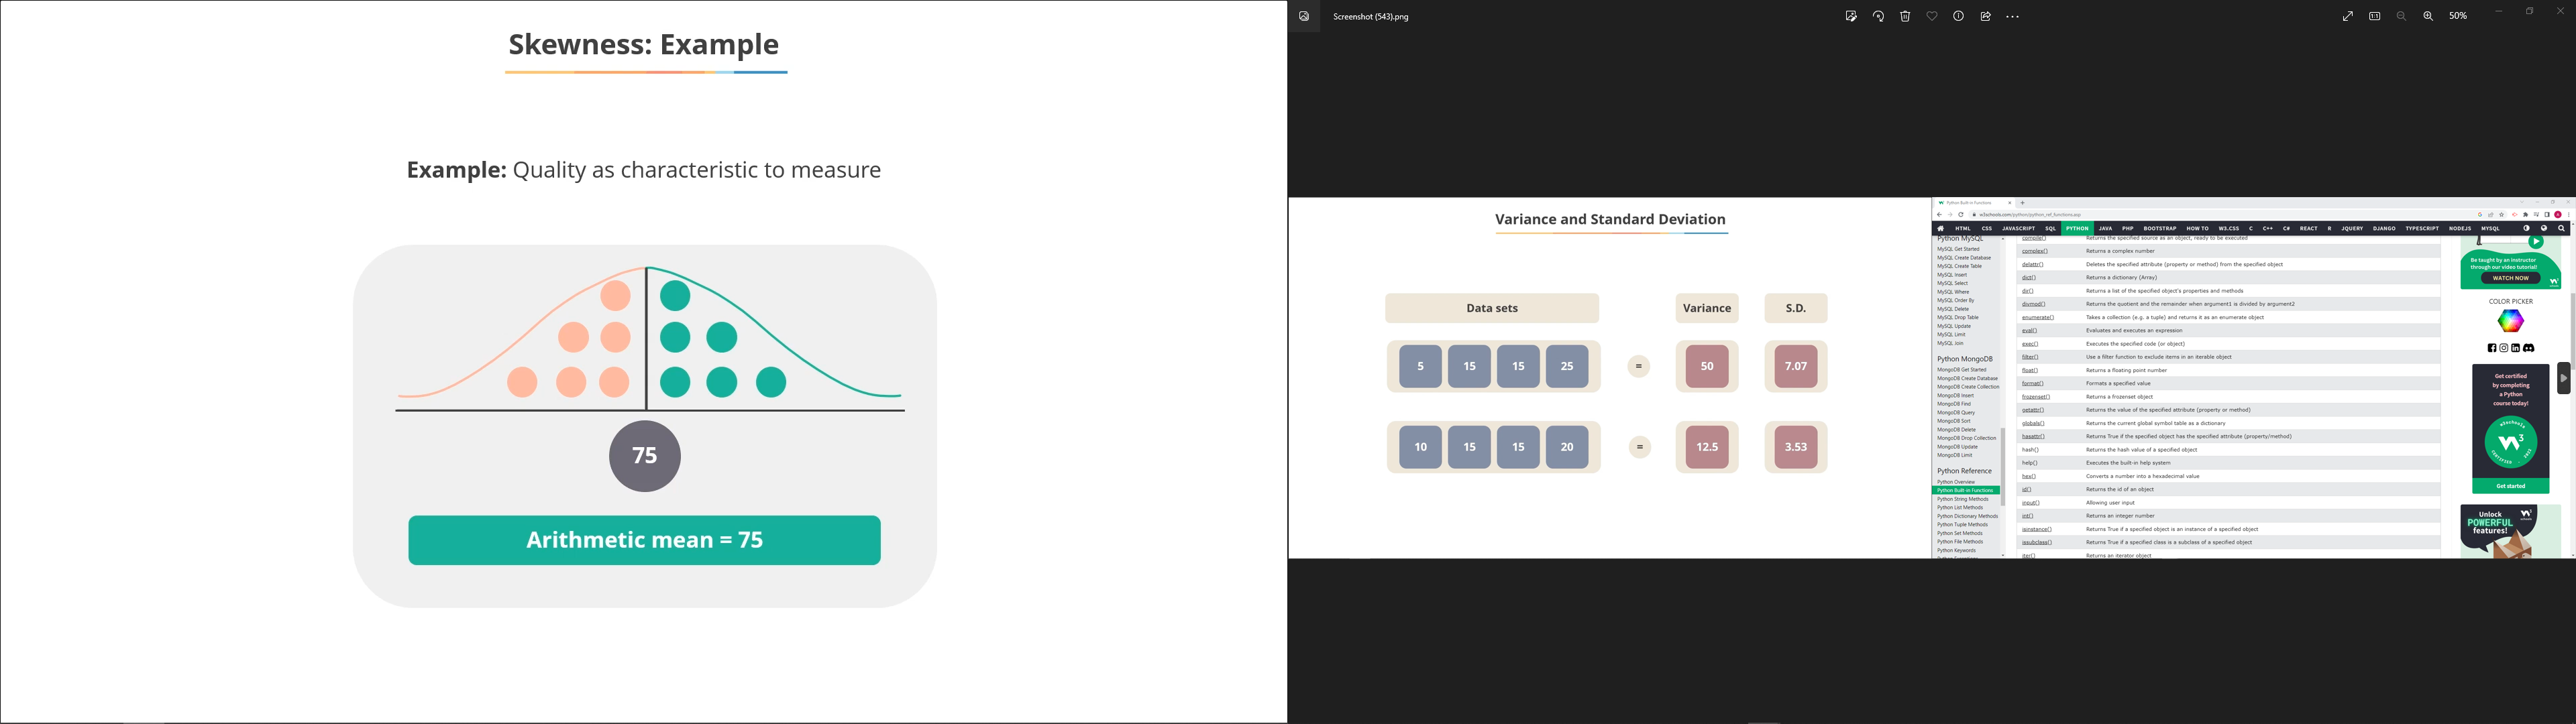 Skewness: Example
Example: Quality as characteristic to measure
75
Arithmetic mean = 75
Screenshot (543).png
50%
Variance and Standard Deviation
Data sets Variance S.D.
5 15 15 25 = 50 7.07
10 15 15 20 = 12.5 3.53
Python Built-in Functions
w3schools.com/python/python_ref_functions.asp
HTML CSS JAVASCRIPT SQL PYTHON JAVA PHP BOOTSTRAP HOW TO W3.CSS C C++ C# REACT R JQUERY DJANGO TYPESCRIPT NODEJS MYSQL
Python MySQL
MySQL Get Started
MySQL Create Database
MySQL Create Table
MySQL Insert
MySQL Select
MySQL Where
MySQL Order By
MySQL Delete
MySQL Drop Table
MySQL Update
MySQL Limit
MySQL Join
Python MongoDB
MongoDB Get Started
MongoDB Create Database
MongoDB Create Collection
MongoDB Insert
MongoDB Find
MongoDB Query
MongoDB Sort
MongoDB Delete
MongoDB Drop Collection
MongoDB Update
MongoDB Limit
Python Reference
Python Overview
Python Built-in Functions
Python String Methods
Python List Methods
Python Dictionary Methods
Python Tuple Methods
Python Set Methods
Python File Methods
Python Keywords
compile() Returns the specified source as an object, ready to be executed
complex() Returns a complex number
delattr() Deletes the specified attribute (property or method) from the specified object
dict() Returns a dictionary (Array)
dir() Returns a list of the specified object's properties and methods
divmod() Returns the quotient and the remainder when argument1 is divided by argument2
enumerate() Takes a collection (e.g. a tuple) and returns it as an enumerate object
eval() Evaluates and executes an expression
exec() Executes the specified code (or object)
filter() Use a filter function to exclude items in an iterable object
float() Returns a floating point number
format() Formats a specified value
frozenset() Returns a frozenset object
getattr() Returns the value of the specified attribute (property or method)
globals() Returns the current global symbol table as a dictionary
hasattr() Returns True if the specified object has the specified attribute (property/method)
hash() Returns the hash value of a specified object
help() Executes the built-in help system
hex() Converts a number into a hexadecimal value
id() Returns the id of an object
input() Allowing user input
int() Returns an integer number
isinstance() Returns True if a specified object is an instance of a specified object
issubclass() Returns True if a specified class is a subclass of a specified object
iter() Returns an iterator object
Be taught by an instructor
through our video tutorial!
WATCH NOW
COLOR PICKER
Get certified
by completing
a Python
course today!
Get started
Unlock
POWERFUL
features!